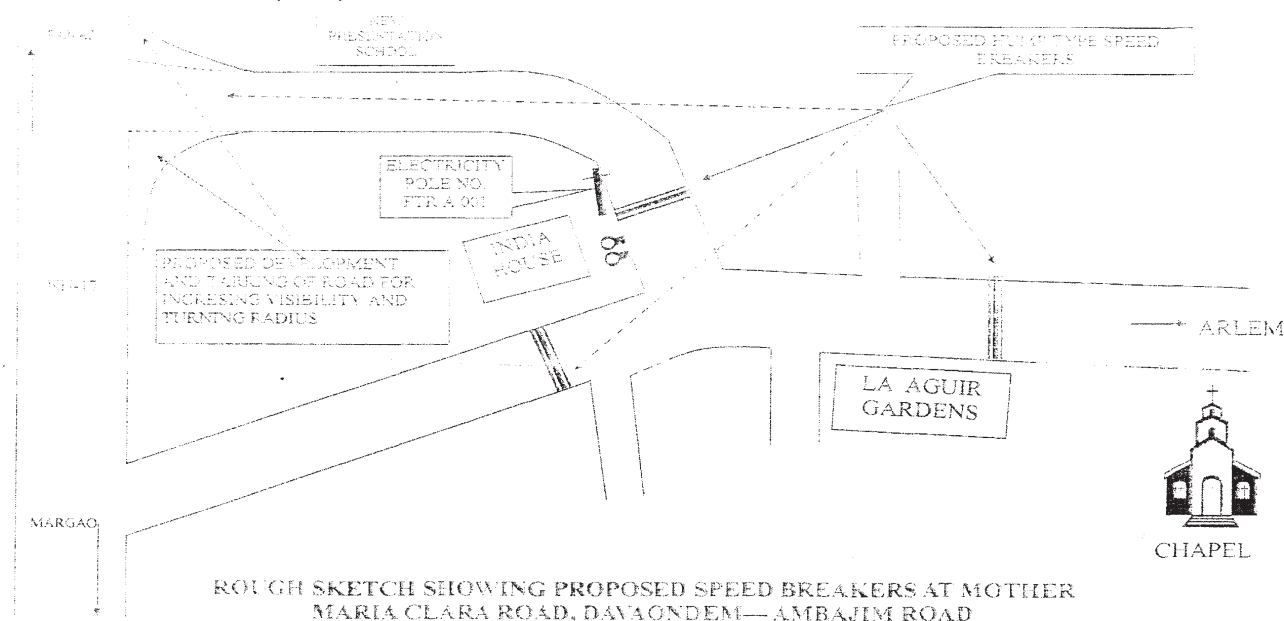 PANAJI
NEW
PRESENTATION
SCHOOL
PROPOSED HUMP TYPE SPEED
BREAKERS
ELECTRICITY
POLE NO.
PTR A 001
INDIA
HOUSE
PROPOSED DEVELOPMENT
AND TARRING OF ROAD FOR
INCRESING VISIBILITY AND
TURNING RADIUS
NH-17
ARLEM
LA AGUIR
GARDENS
MARGAO
CHAPEL
ROUGH SKETCH SHOWING PROPOSED SPEED BREAKERS AT MOTHER
MARIA CLARA ROAD, DAVAONDEM— AMBAJIM ROAD